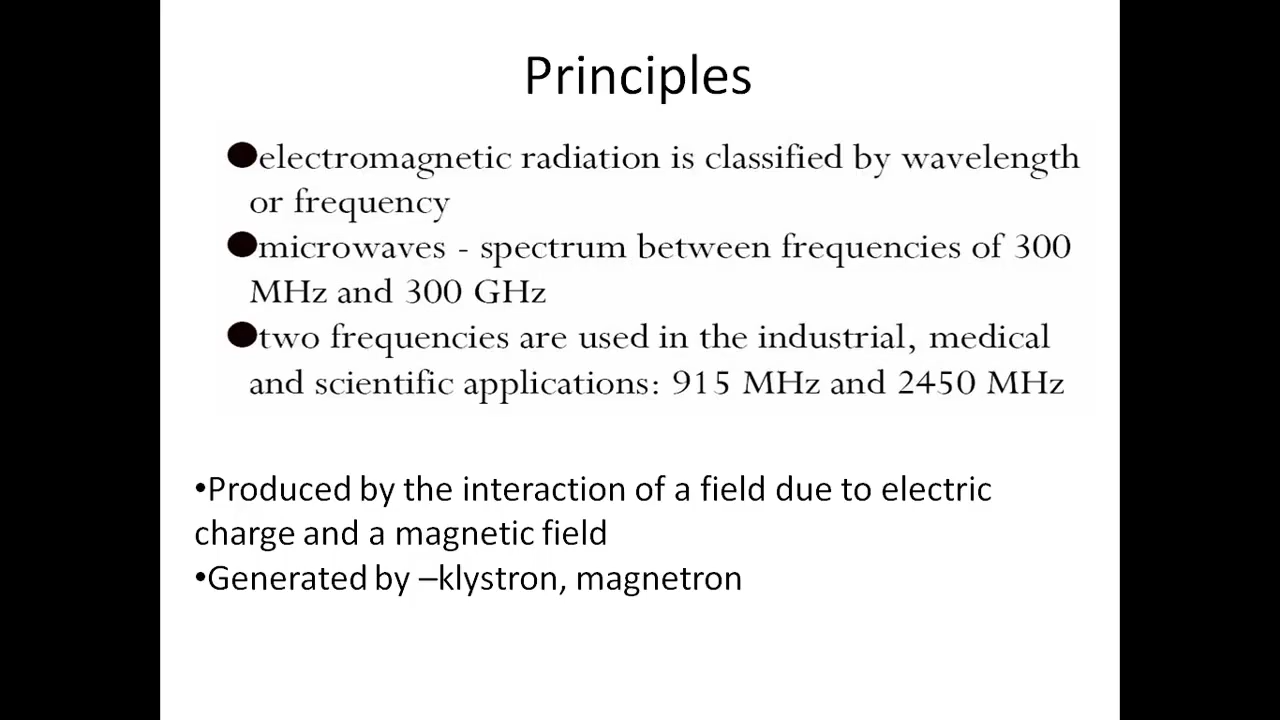 Principles
●electromagnetic radiation is classified by wavelength
or frequency
●microwaves - spectrum between frequencies of 300
MHz and 300 GHz
●two frequencies are used in the industrial, medical
and scientific applications: 915 MHz and 2450 MHz
•Produced by the interaction of a field due to electric
charge and a magnetic field
•Generated by –klystron, magnetron